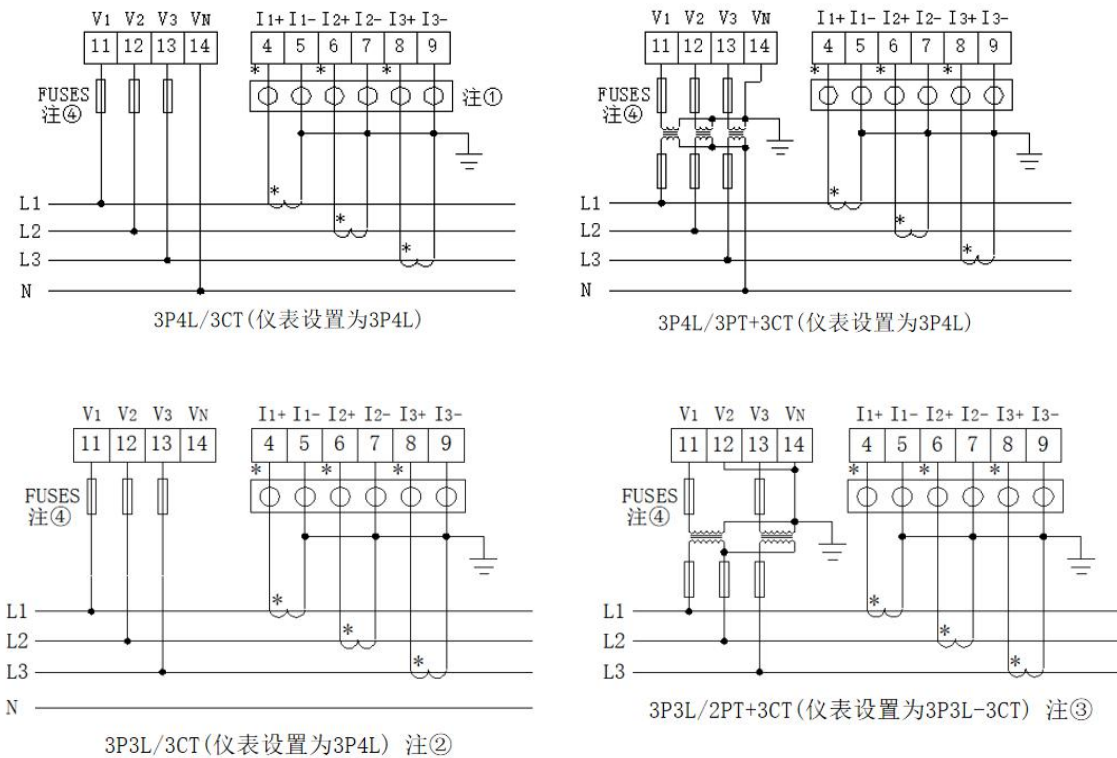 V1 V2 V3 VN I1+ I1- I2+ I2- I3+ I3-
11 12 13 14 4 5 6 7 8 9
* * *
FUSES
注④
注①
*
L1
*
L2
*
L3
N
3P4L/3CT(仪表设置为3P4L)
V1 V2 V3 VN I1+ I1- I2+ I2- I3+ I3-
11 12 13 14 4 5 6 7 8 9
* * *
FUSES
注④
*
L1
*
L2
*
L3
N
3P4L/3PT+3CT(仪表设置为3P4L)
V1 V2 V3 VN I1+ I1- I2+ I2- I3+ I3-
11 12 13 14 4 5 6 7 8 9
* * *
FUSES
注④
*
L1
*
L2
*
L3
N
3P3L/3CT(仪表设置为3P4L) 注②
V1 V2 V3 VN I1+ I1- I2+ I2- I3+ I3-
11 12 13 14 4 5 6 7 8 9
* * *
FUSES
注④
*
L1
*
L2
*
L3
3P3L/2PT+3CT(仪表设置为3P3L-3CT) 注③